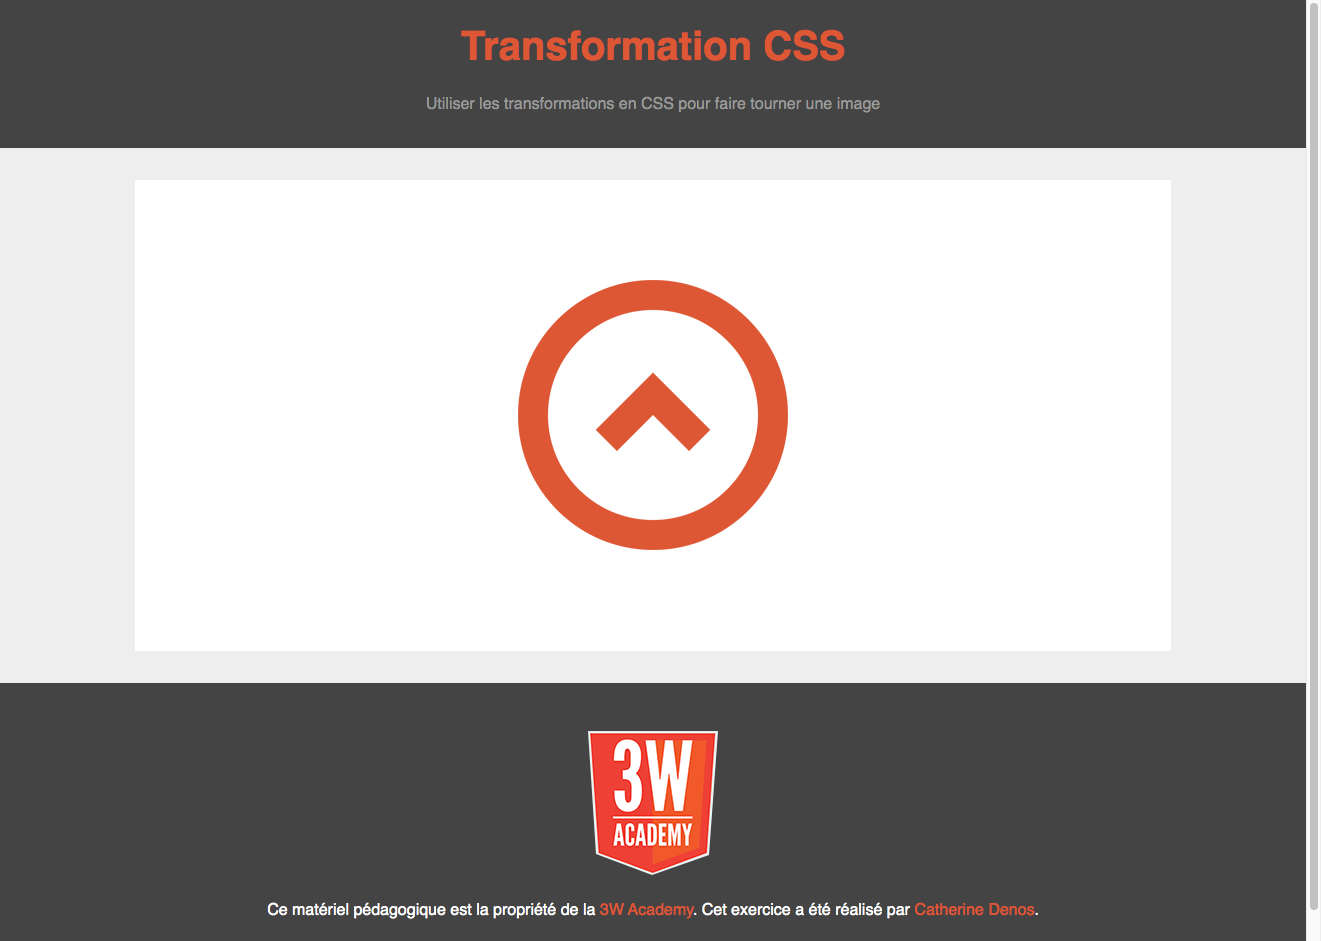 Transformation CSS
Utiliser les transformations en CSS pour faire tourner une image
3W
ACADEMY
Ce matériel pédagogique est la propriété de la 3W Academy. Cet exercice a été réalisé par Catherine Denos.